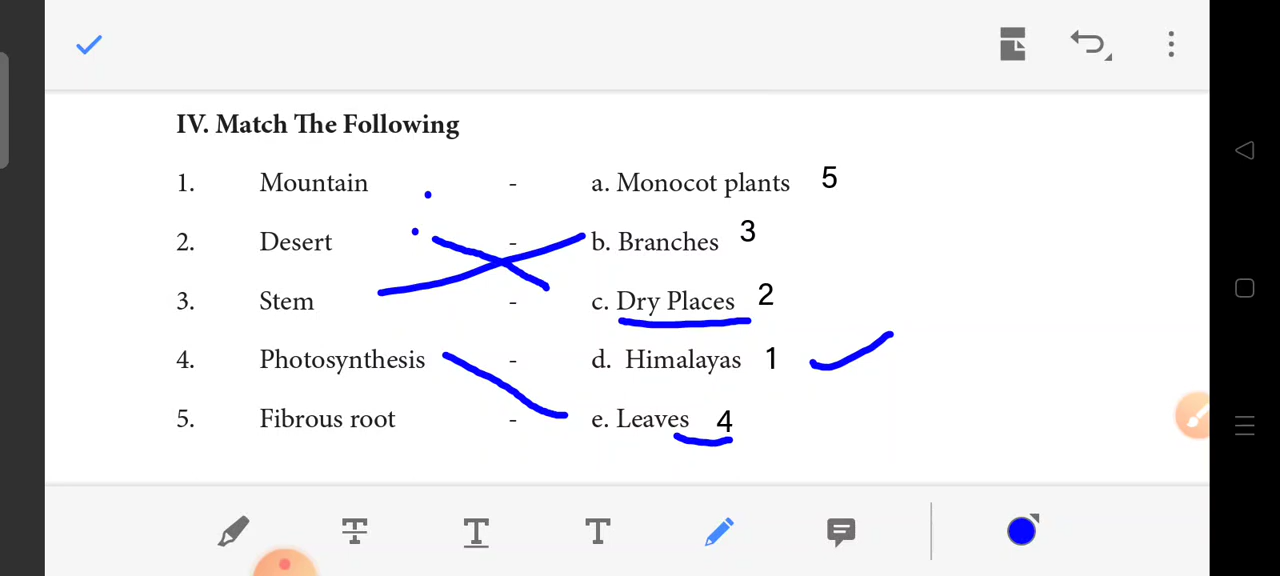 IV. Match The Following
1. Mountain - a. Monocot plants 5
2. Desert - b. Branches 3
3. Stem - c. Dry Places 2
4. Photosynthesis - d. Himalayas 1
5. Fibrous root - e. Leaves 4
T T T